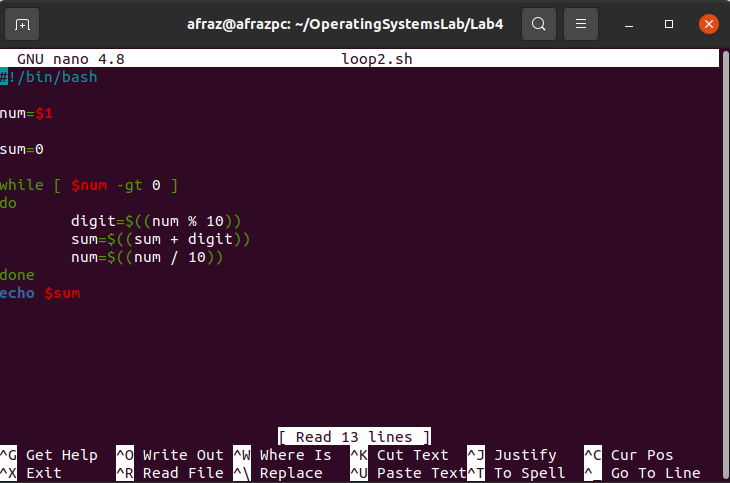 afraz@afrazpc: ~/OperatingSystemsLab/Lab4
GNU nano 4.8 loop2.sh
#!/bin/bash
num=$1
sum=0
while [ $num -gt 0 ]
do
digit=$((num % 10))
sum=$((sum + digit))
num=$((num / 10))
done
echo $sum
[ Read 13 lines ]
^G Get Help ^O Write Out ^W Where Is ^K Cut Text ^J Justify ^C Cur Pos
^X Exit ^R Read File ^\ Replace ^U Paste Text ^T To Spell ^_ Go To Line